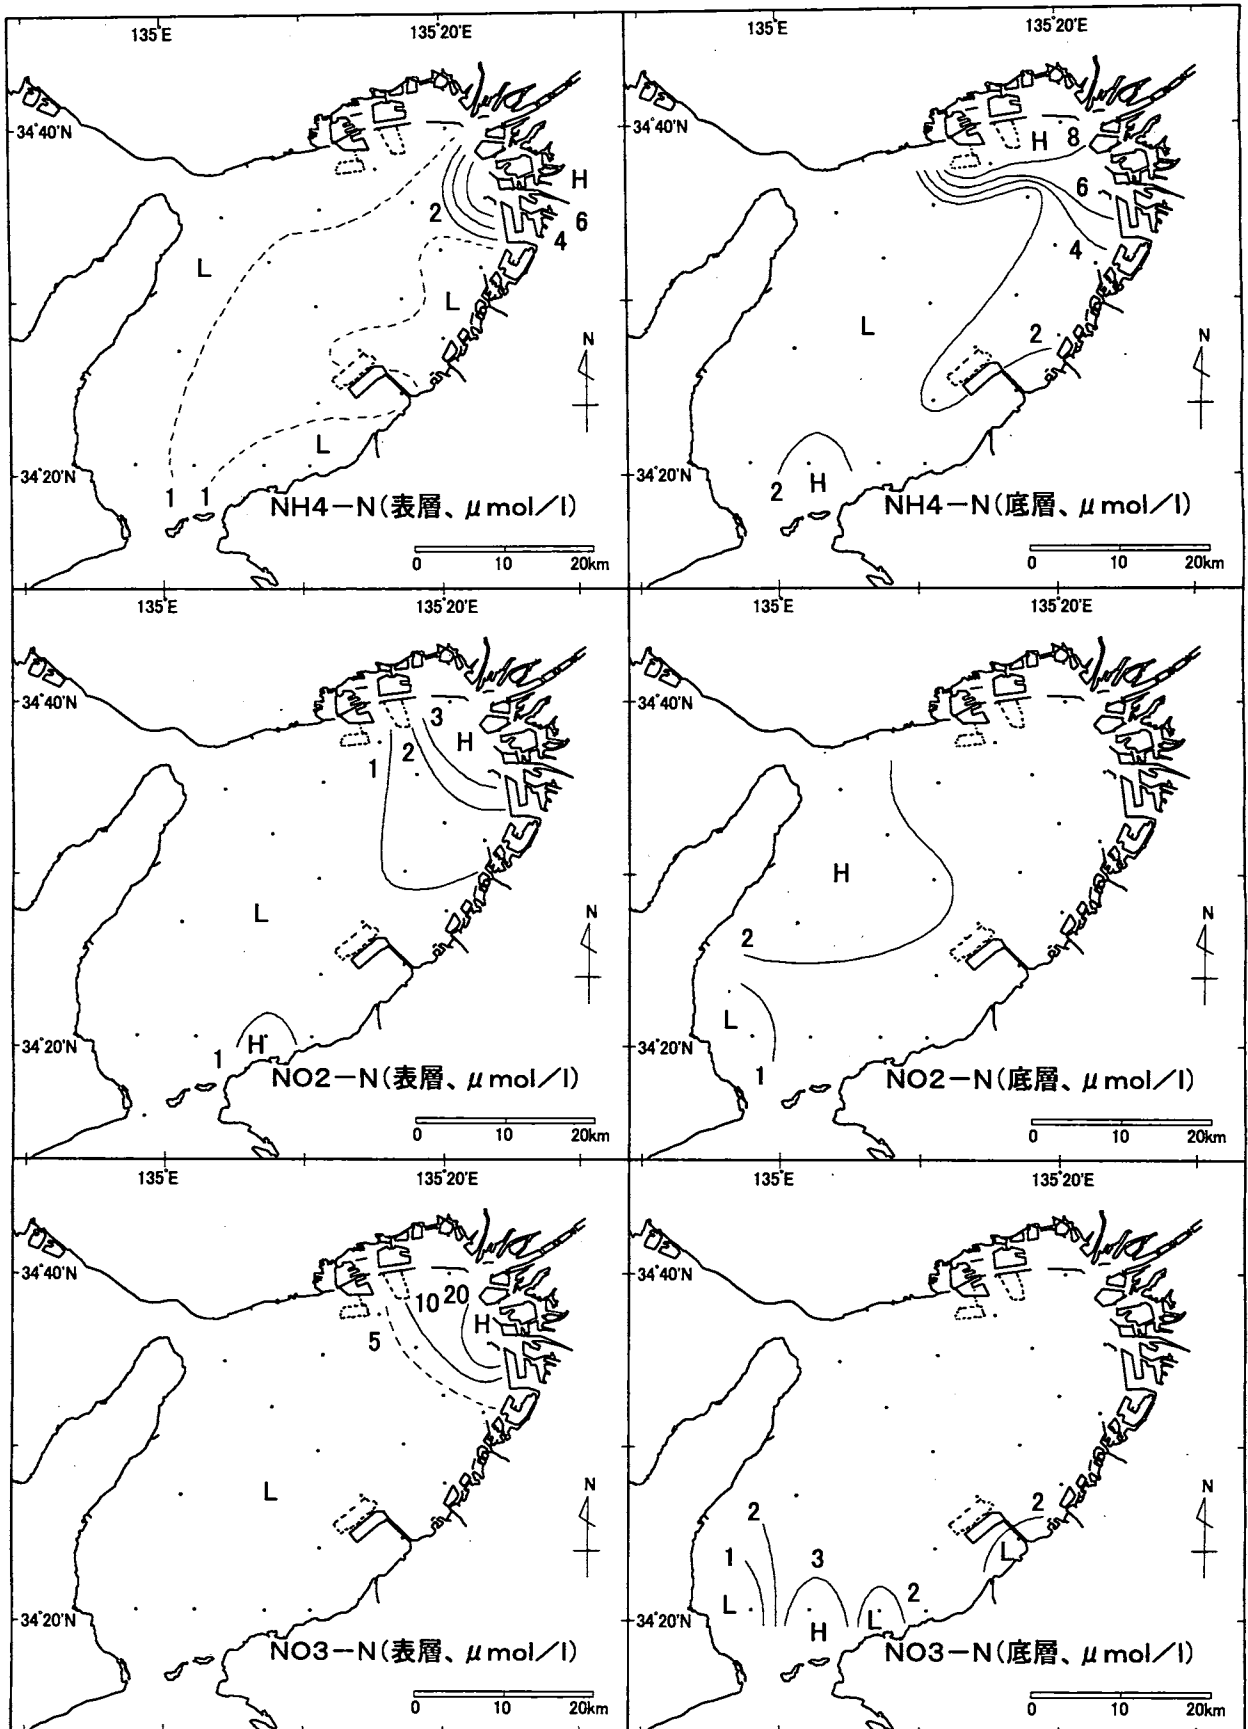 135°E
135°20'E
34°40'N
H
6
4
2
L
L
N
L
34°20'N
1
1
NH4-N(表層、μmol/l)
0
10
20km
135°E
135°20'E
34°40'N
H
8
6
4
L
2
N
34°20'N
2
H
NH4-N(底層、μmol/l)
0
10
20km
135°E
135°20'E
34°40'N
3
2
H
1
L
N
34°20'N
1
H
NO2-N(表層、μmol/l)
0
10
20km
135°E
135°20'E
34°40'N
H
2
N
L
34°20'N
1
NO2-N(底層、μmol/l)
0
10
20km
135°E
135°20'E
34°40'N
10
20
H
5
L
N
34°20'N
NO3-N(表層、μmol/l)
0
10
20km
135°E
135°20'E
34°40'N
N
2
2
1
3
L
2
L
L
34°20'N
H
NO3-N(底層、μmol/l)
0
10
20km